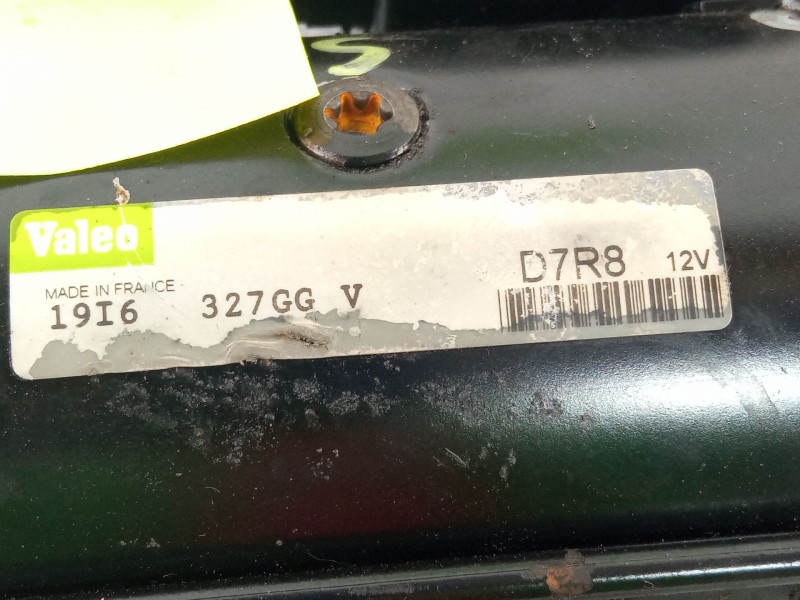 S
Valeo
MADE IN FRANCE
19I6 327GG V
D7R8 12V